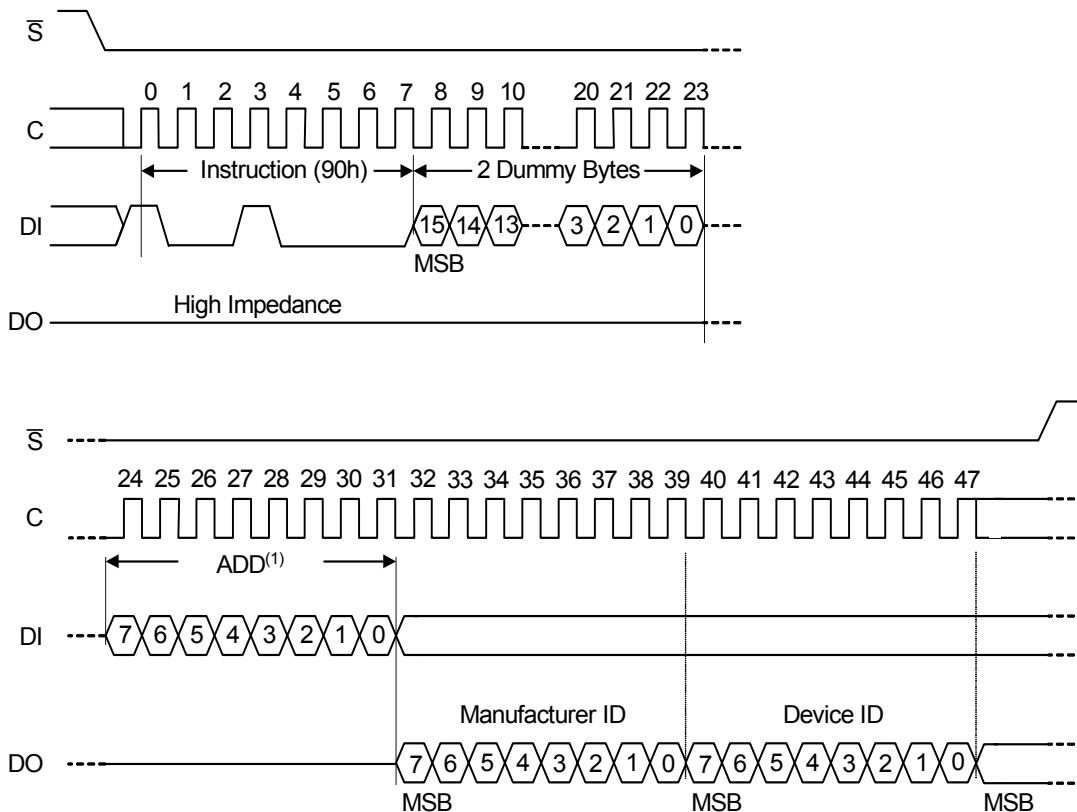 S̅
0 1 2 3 4 5 6 7 8 9 10 20 21 22 23
C
Instruction (90h) 2 Dummy Bytes
DI 15 14 13 3 2 1 0
MSB
High Impedance
DO
S̅
24 25 26 27 28 29 30 31 32 33 34 35 36 37 38 39 40 41 42 43 44 45 46 47
C
ADD(1)
DI 7 6 5 4 3 2 1 0
Manufacturer ID Device ID
DO 7 6 5 4 3 2 1 0 7 6 5 4 3 2 1 0
MSB MSB MSB